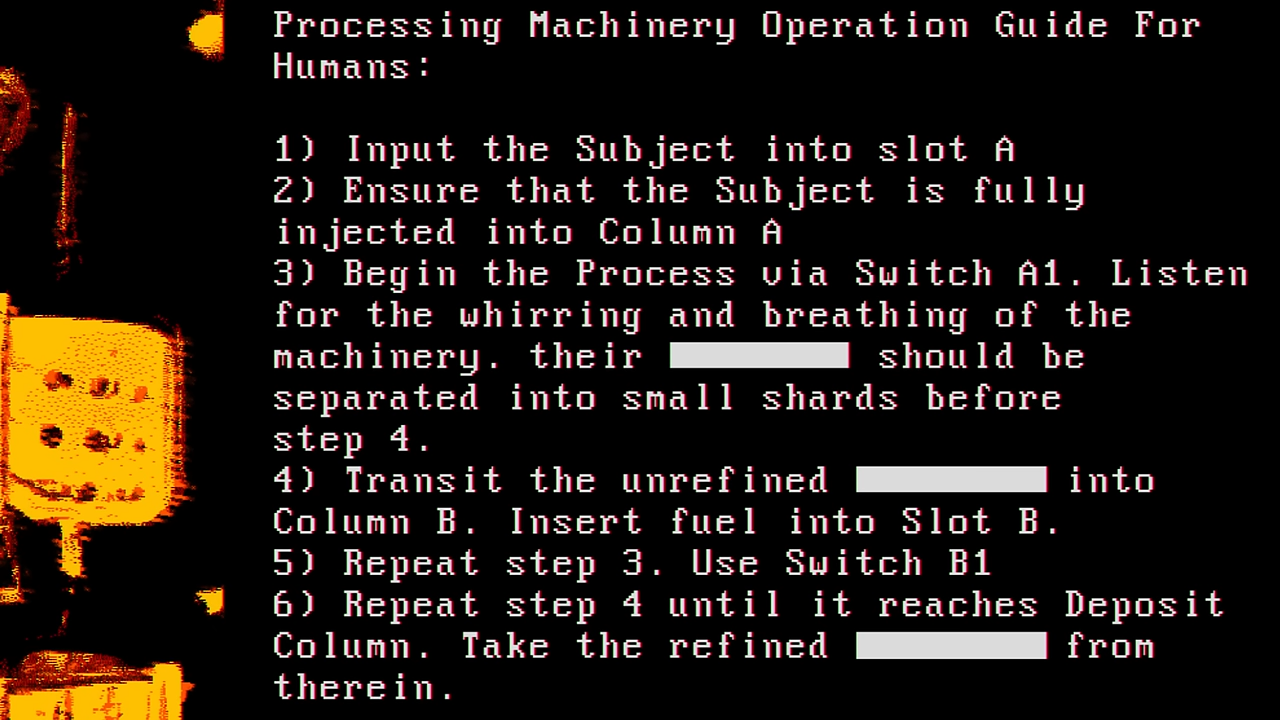 Processing Machinery Operation Guide For
Humans:
1) Input the Subject into slot A
2) Ensure that the Subject is fully
injected into Column A
3) Begin the Process via Switch A1. Listen
for the whirring and breathing of the
machinery. their should be
separated into small shards before
step 4.
4) Transit the unrefined into
Column B. Insert fuel into Slot B.
5) Repeat step 3. Use Switch B1
6) Repeat step 4 until it reaches Deposit
Column. Take the refined from
therein.